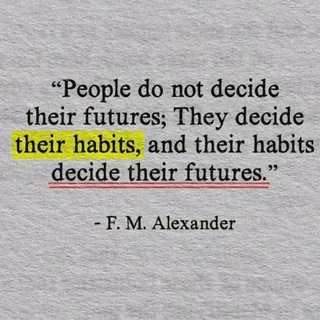 “People do not decide
their futures; They decide
their habits, and their habits
decide their futures.”
- F. M. Alexander